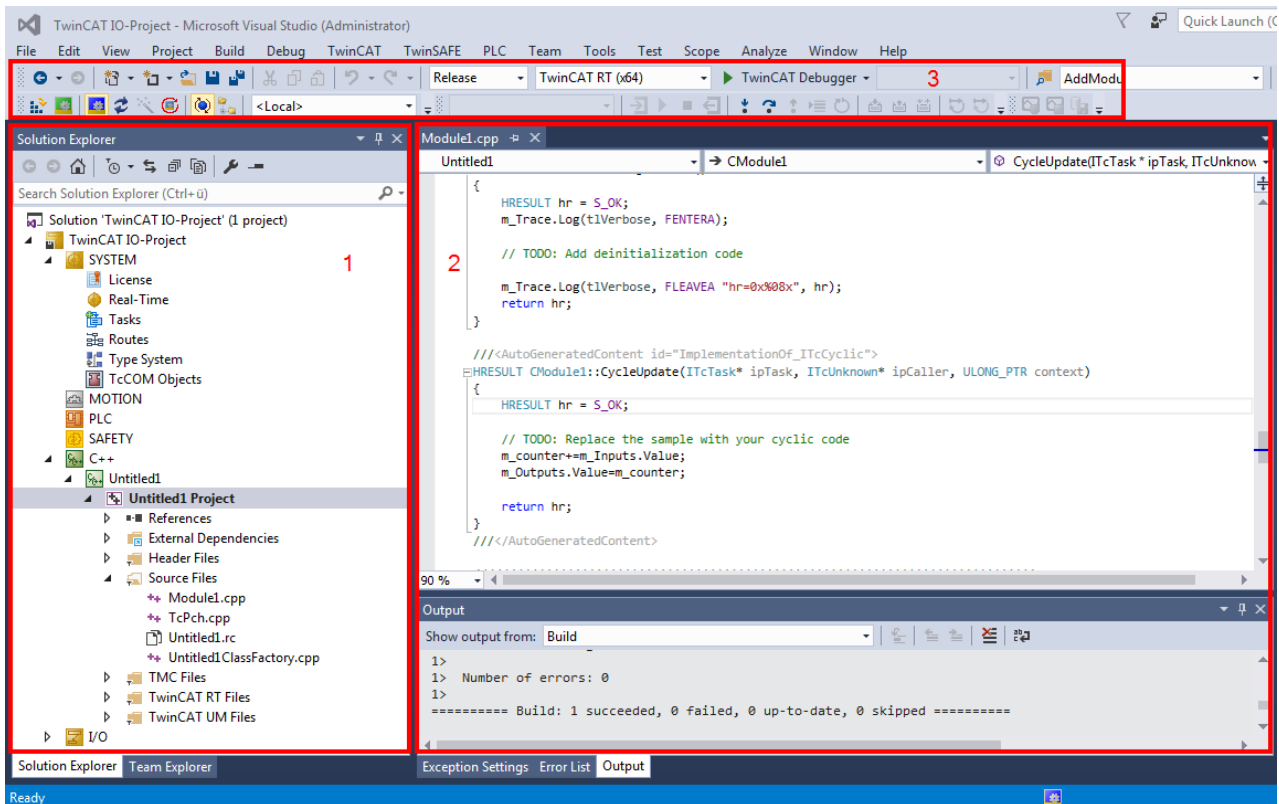 TwinCAT IO-Project - Microsoft Visual Studio (Administrator)
Quick Launch (C
File Edit View Project Build Debug TwinCAT TwinSAFE PLC Team Tools Test Scope Analyze Window Help
Release TwinCAT RT (x64) TwinCAT Debugger 3 AddModu
<Local>
Solution Explorer
Search Solution Explorer (Ctrl+ü)
Solution 'TwinCAT IO-Project' (1 project)
TwinCAT IO-Project
SYSTEM
1
License
Real-Time
Tasks
Routes
Type System
TcCOM Objects
MOTION
PLC
SAFETY
C++
Untitled1
Untitled1 Project
References
External Dependencies
Header Files
Source Files
Module1.cpp
TcPch.cpp
Untitled1.rc
Untitled1ClassFactory.cpp
TMC Files
TwinCAT RT Files
TwinCAT UM Files
I/O
Solution Explorer Team Explorer
Module1.cpp
Untitled1 CModule1 CycleUpdate(ITcTask * ipTask, ITcUnknow
{
HRESULT hr = S_OK;
m_Trace.Log(tlVerbose, FENTERA);
2
// TODO: Add deinitialization code
m_Trace.Log(tlVerbose, FLEAVEA "hr=0x%08x", hr);
return hr;
}
///<AutoGeneratedContent id="ImplementationOf_ITcCyclic">
HRESULT CModule1::CycleUpdate(ITcTask* ipTask, ITcUnknown* ipCaller, ULONG_PTR context)
{
HRESULT hr = S_OK;
// TODO: Replace the sample with your cyclic code
m_counter+=m_Inputs.Value;
m_Outputs.Value=m_counter;
return hr;
}
///</AutoGeneratedContent>
90 %
Output
Show output from: Build
1>
1> Number of errors: 0
1>
========== Build: 1 succeeded, 0 failed, 0 up-to-date, 0 skipped ==========
Exception Settings Error List Output
Ready